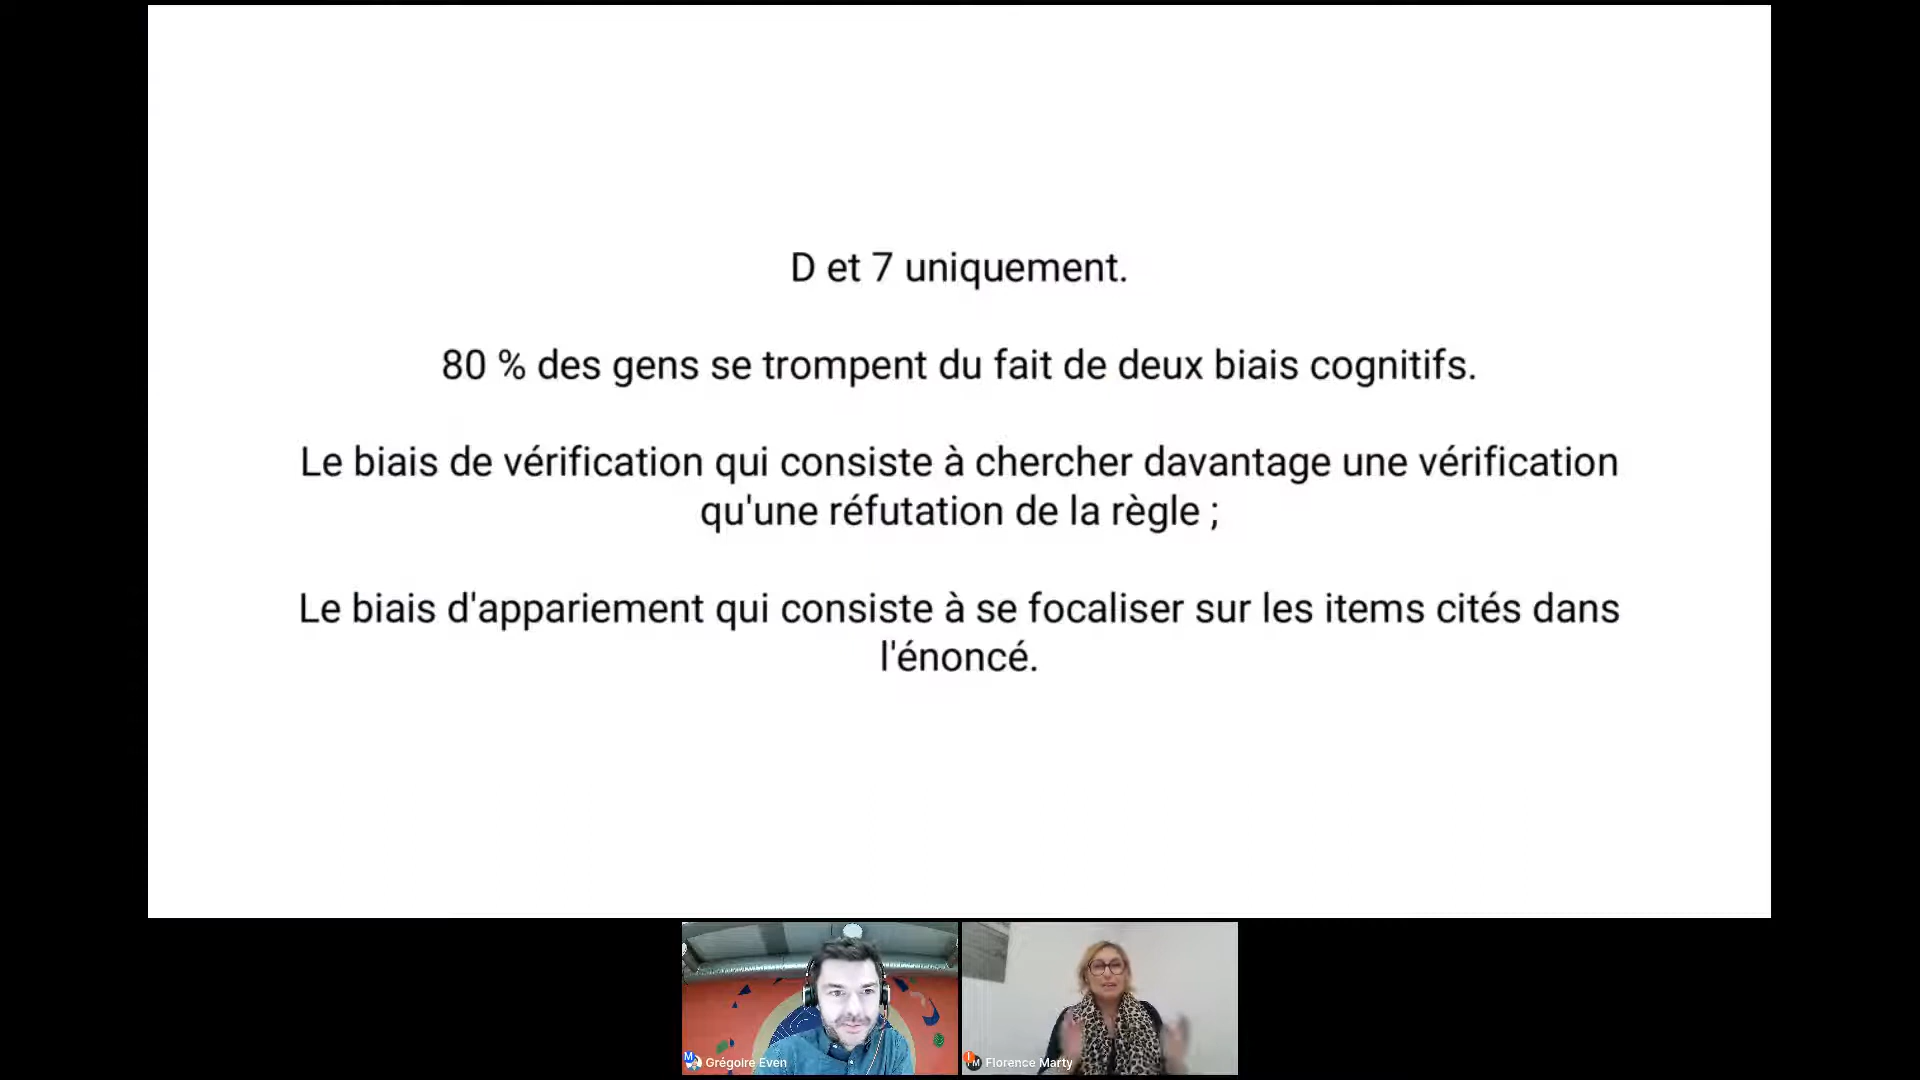 D et 7 uniquement.
80 % des gens se trompent du fait de deux biais cognitifs.
Le biais de vérification qui consiste à chercher davantage une vérification
qu'une réfutation de la règle ;
Le biais d'appariement qui consiste à se focaliser sur les items cités dans
l'énoncé.
Grégoire Even
Florence Marty